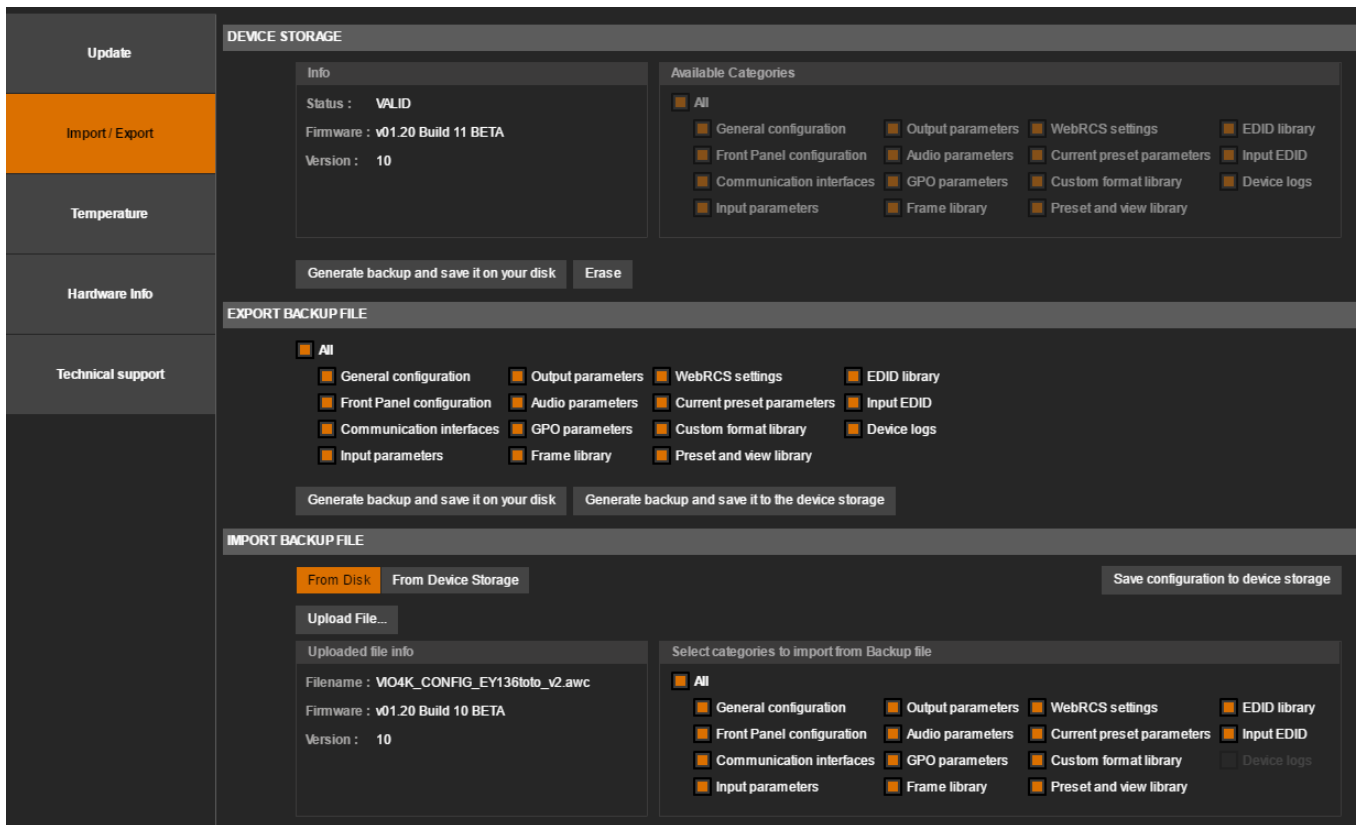 Update
Import / Export
Temperature
Hardware Info
Technical support
DEVICE STORAGE
Info
Status : VALID
Firmware : v01.20 Build 11 BETA
Version : 10
Available Categories
All
General configuration Output parameters WebRCS settings EDID library
Front Panel configuration Audio parameters Current preset parameters Input EDID
Communication interfaces GPO parameters Custom format library Device logs
Input parameters Frame library Preset and view library
Generate backup and save it on your disk Erase
EXPORT BACKUP FILE
All
General configuration Output parameters WebRCS settings EDID library
Front Panel configuration Audio parameters Current preset parameters Input EDID
Communication interfaces GPO parameters Custom format library Device logs
Input parameters Frame library Preset and view library
Generate backup and save it on your disk Generate backup and save it to the device storage
IMPORT BACKUP FILE
From Disk From Device Storage Save configuration to device storage
Upload File...
Uploaded file info
Filename : VIO4K_CONFIG_EY136toto_v2.awc
Firmware : v01.20 Build 10 BETA
Version : 10
Select categories to import from Backup file
All
General configuration Output parameters WebRCS settings EDID library
Front Panel configuration Audio parameters Current preset parameters Input EDID
Communication interfaces GPO parameters Custom format library Device logs
Input parameters Frame library Preset and view library